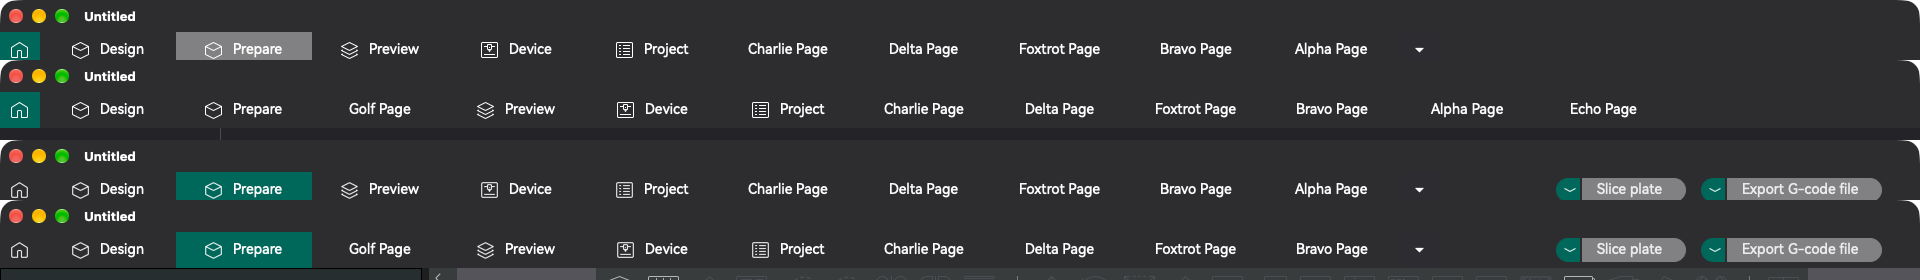 Untitled
Design Prepare Preview Device Project Charlie Page Delta Page Foxtrot Page Bravo Page Alpha Page
Untitled
Design Prepare Golf Page Preview Device Project Charlie Page Delta Page Foxtrot Page Bravo Page Alpha Page Echo Page
Untitled
Design Prepare Preview Device Project Charlie Page Delta Page Foxtrot Page Bravo Page Alpha Page Slice plate Export G-code file
Untitled
Design Prepare Golf Page Preview Device Project Charlie Page Delta Page Foxtrot Page Bravo Page Slice plate Export G-code file